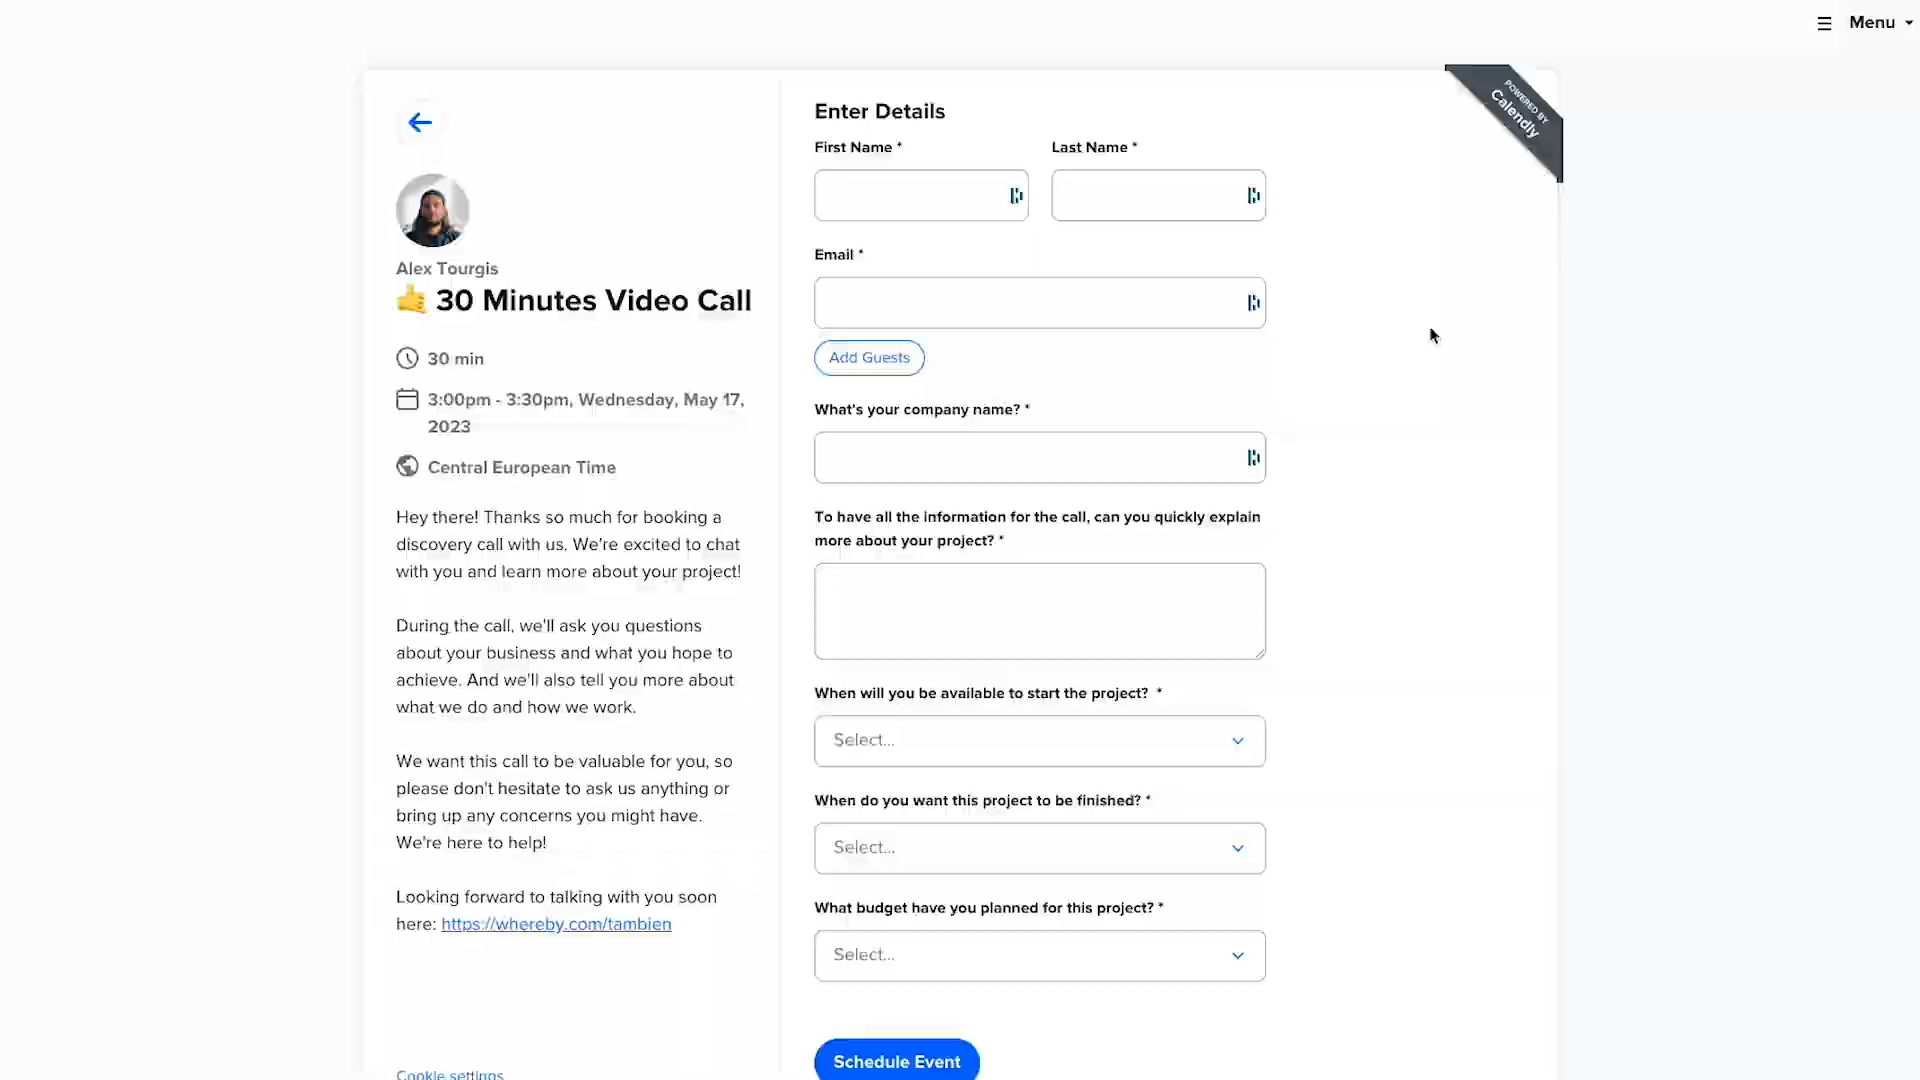 Menu
POWERED BY
Calendly
Alex Tourgis
🤙 30 Minutes Video Call
30 min
3:00pm - 3:30pm, Wednesday, May 17,
2023
Central European Time
Hey there! Thanks so much for booking a
discovery call with us. We're excited to chat
with you and learn more about your project!
During the call, we'll ask you questions
about your business and what you hope to
achieve. And we'll also tell you more about
what we do and how we work.
We want this call to be valuable for you, so
please don't hesitate to ask us anything or
bring up any concerns you might have.
We're here to help!
Looking forward to talking with you soon
here: https://whereby.com/tambien
Cookie settings
Enter Details
First Name *
Last Name *
Email *
Add Guests
What's your company name? *
To have all the information for the call, can you quickly explain
more about your project? *
When will you be available to start the project? *
Select...
When do you want this project to be finished? *
Select...
What budget have you planned for this project? *
Select...
Schedule Event